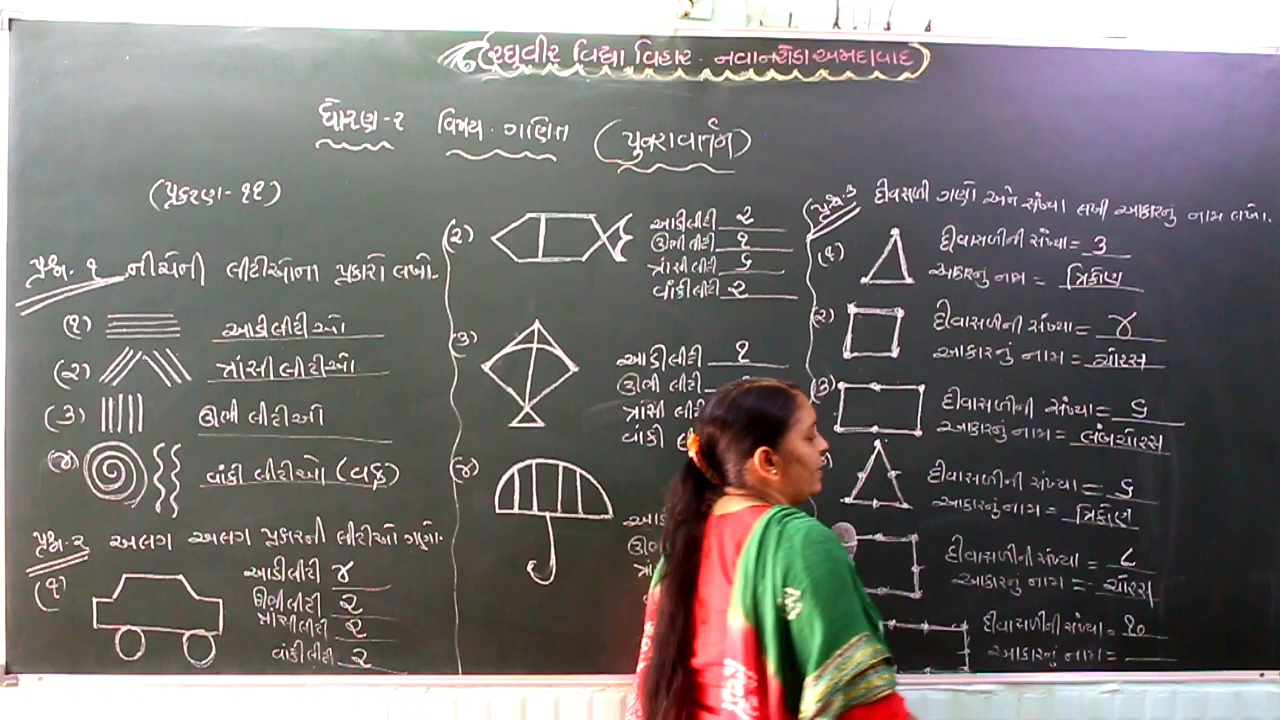 રઘુવીર વિદ્યા વિહાર. નવાનરોડા અમદાવાદ
ધોરણ-૨ વિષય. ગણિત (પુનરાવર્તન)
(પ્રકરણ-૧૧)
પ્રશ્ન.૧ નીચેની લીટીઓના પ્રકારો લખો.
(૧) આડી લીટીઓ
(૨) ત્રાંસી લીટીઓ
(૩) ઊભી લીટીઓ
(૪) વાંકી લીટીઓ (વક્ર)
પ્રશ્ન.૨ અલગ અલગ પ્રકારની લીટીઓ ગણો.
(૧)
આડી લીટી ૪
ઊભી લીટી ૨
ત્રાંસી લીટી ૨
વાંકી લીટી ૨
(૨)
આડી લીટી ૨
ઊભી લીટી ૧
ત્રાંસી લીટી ૬
વાંકી લીટી ૨
(૩)
આડી લીટી ૧
ઊભી લીટી
ત્રાંસી
વાંકી
(૪)
પ્રશ્ન.૩ દીવાસળી ગણો અને સંખ્યા લખી આકારનું નામ લખો.
(૧)
દીવાસળીની સંખ્યા = ૩
આકારનું નામ = ત્રિકોણ
(૨)
દીવાસળીની સંખ્યા = ૪
આકારનું નામ = ચોરસ
(૩)
દીવાસળીની સંખ્યા = ૬
આકારનું નામ = લંબચોરસ
દીવાસળીની સંખ્યા = ૬
આકારનું નામ = ત્રિકોણ
દીવાસળીની સંખ્યા = ૮
આકારનું નામ = ચોરસ
દીવાસળીની સંખ્યા = ૧૦
આકારનું નામ =